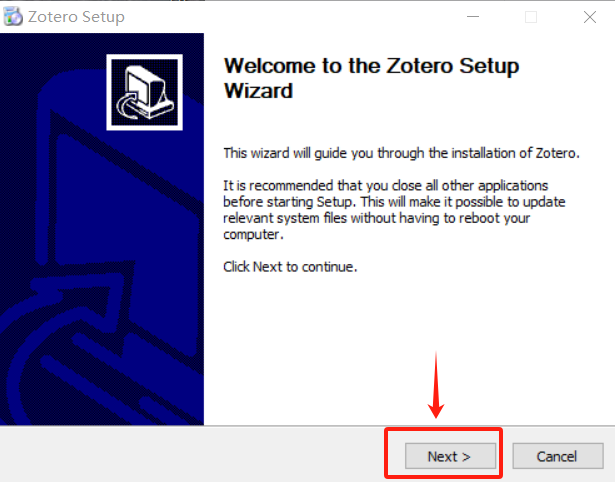 Zotero Setup
Welcome to the Zotero Setup
Wizard
This wizard will guide you through the installation of Zotero.
It is recommended that you close all other applications
before starting Setup. This will make it possible to update
relevant system files without having to reboot your
computer.
Click Next to continue.
Next >
Cancel